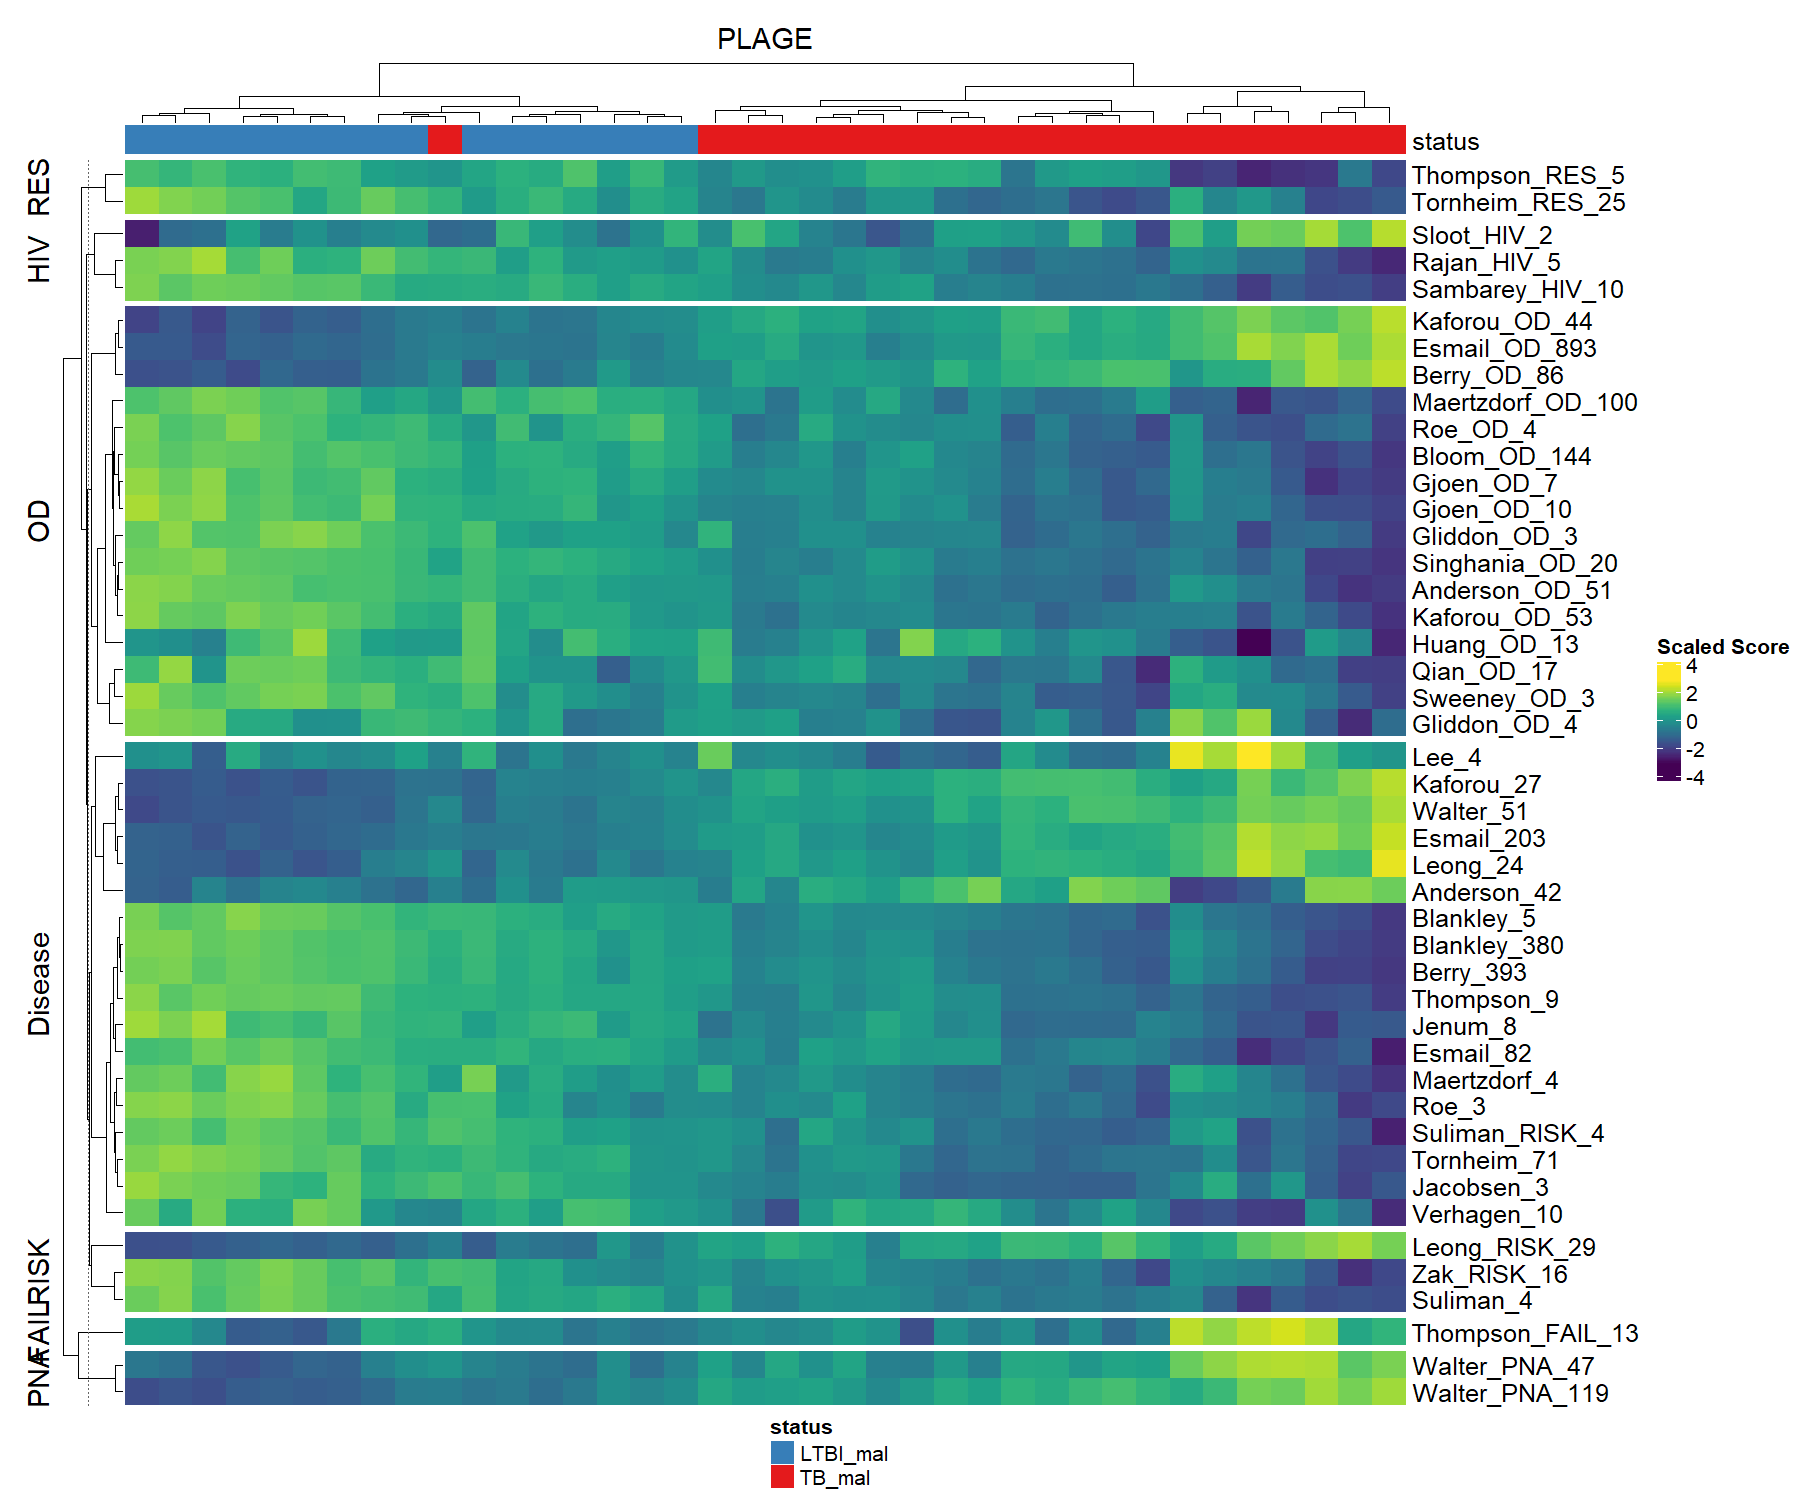 PLAGE
status
RES
Thompson_RES_5
Tornheim_RES_25
HIV
Sloot_HIV_2
Rajan_HIV_5
Sambarey_HIV_10
OD
Kaforou_OD_44
Esmail_OD_893
Berry_OD_86
Maertzdorf_OD_100
Roe_OD_4
Bloom_OD_144
Gjoen_OD_7
Gjoen_OD_10
Gliddon_OD_3
Singhania_OD_20
Anderson_OD_51
Kaforou_OD_53
Huang_OD_13
Qian_OD_17
Sweeney_OD_3
Gliddon_OD_4
Disease
Lee_4
Kaforou_27
Walter_51
Esmail_203
Leong_24
Anderson_42
Blankley_5
Blankley_380
Berry_393
Thompson_9
Jenum_8
Esmail_82
Maertzdorf_4
Roe_3
Suliman_RISK_4
Tornheim_71
Jacobsen_3
Verhagen_10
RISK
Leong_RISK_29
Zak_RISK_16
Suliman_4
FAIL
Thompson_FAIL_13
PNA
Walter_PNA_47
Walter_PNA_119
Scaled Score
4
2
0
-2
-4
status
LTBI_mal
TB_mal